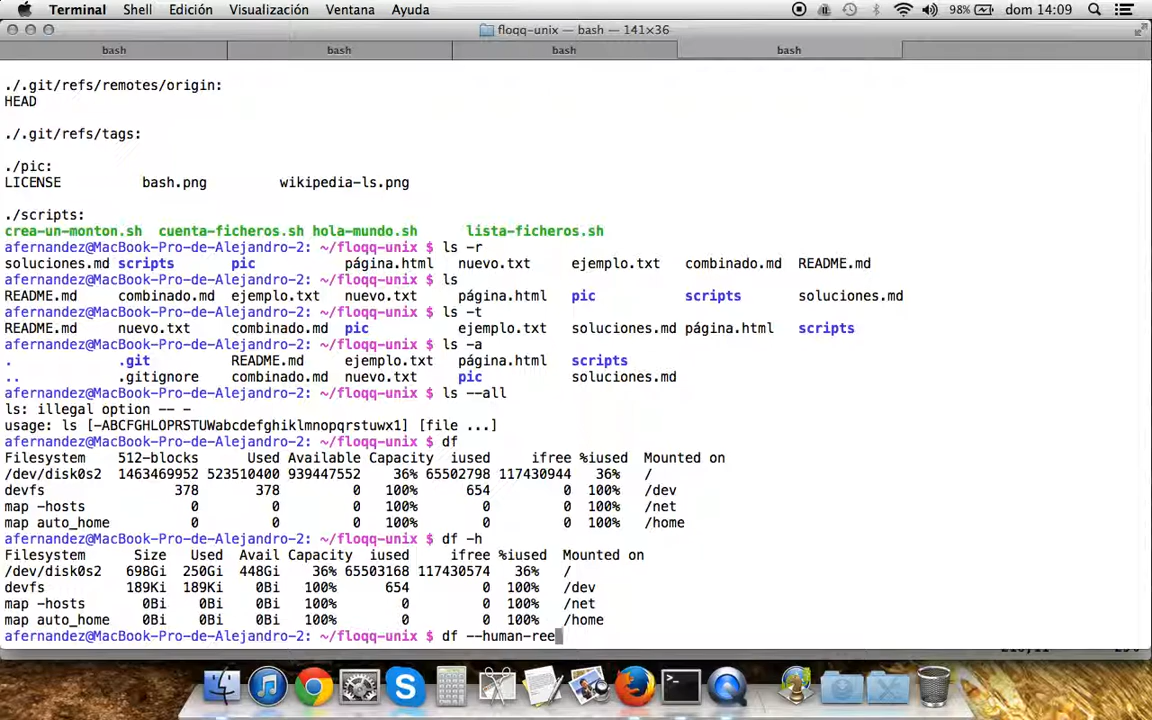 Terminal Shell Edición Visualización Ventana Ayuda 98% dom 14:09
floqq-unix — bash — 141×36
bash bash bash bash
./.git/refs/remotes/origin:
HEAD
./.git/refs/tags:
./pic:
LICENSE bash.png wikipedia-ls.png
./scripts:
crea-un-monton.sh cuenta-ficheros.sh hola-mundo.sh lista-ficheros.sh
afernandez@MacBook-Pro-de-Alejandro-2: ~/floqq-unix $ ls -r
soluciones.md scripts pic página.html nuevo.txt ejemplo.txt combinado.md README.md
afernandez@MacBook-Pro-de-Alejandro-2: ~/floqq-unix $ ls
README.md combinado.md ejemplo.txt nuevo.txt página.html pic scripts soluciones.md
afernandez@MacBook-Pro-de-Alejandro-2: ~/floqq-unix $ ls -t
README.md nuevo.txt combinado.md pic ejemplo.txt soluciones.md página.html scripts
afernandez@MacBook-Pro-de-Alejandro-2: ~/floqq-unix $ ls -a
. .git README.md ejemplo.txt página.html scripts
.. .gitignore combinado.md nuevo.txt pic soluciones.md
afernandez@MacBook-Pro-de-Alejandro-2: ~/floqq-unix $ ls --all
ls: illegal option -- -
usage: ls [-ABCFGHLOPRSTUWabcdefghiklmnopqrstuwx1] [file ...]
afernandez@MacBook-Pro-de-Alejandro-2: ~/floqq-unix $ df
Filesystem 512-blocks Used Available Capacity iused ifree %iused Mounted on
/dev/disk0s2 1463469952 523510400 939447552 36% 65502798 117430944 36% /
devfs 378 378 0 100% 654 0 100% /dev
map -hosts 0 0 0 100% 0 0 100% /net
map auto_home 0 0 0 100% 0 0 100% /home
afernandez@MacBook-Pro-de-Alejandro-2: ~/floqq-unix $ df -h
Filesystem Size Used Avail Capacity iused ifree %iused Mounted on
/dev/disk0s2 698Gi 250Gi 448Gi 36% 65503168 117430574 36% /
devfs 189Ki 189Ki 0Bi 100% 654 0 100% /dev
map -hosts 0Bi 0Bi 0Bi 100% 0 0 100% /net
map auto_home 0Bi 0Bi 0Bi 100% 0 0 100% /home
afernandez@MacBook-Pro-de-Alejandro-2: ~/floqq-unix $ df --human-ree